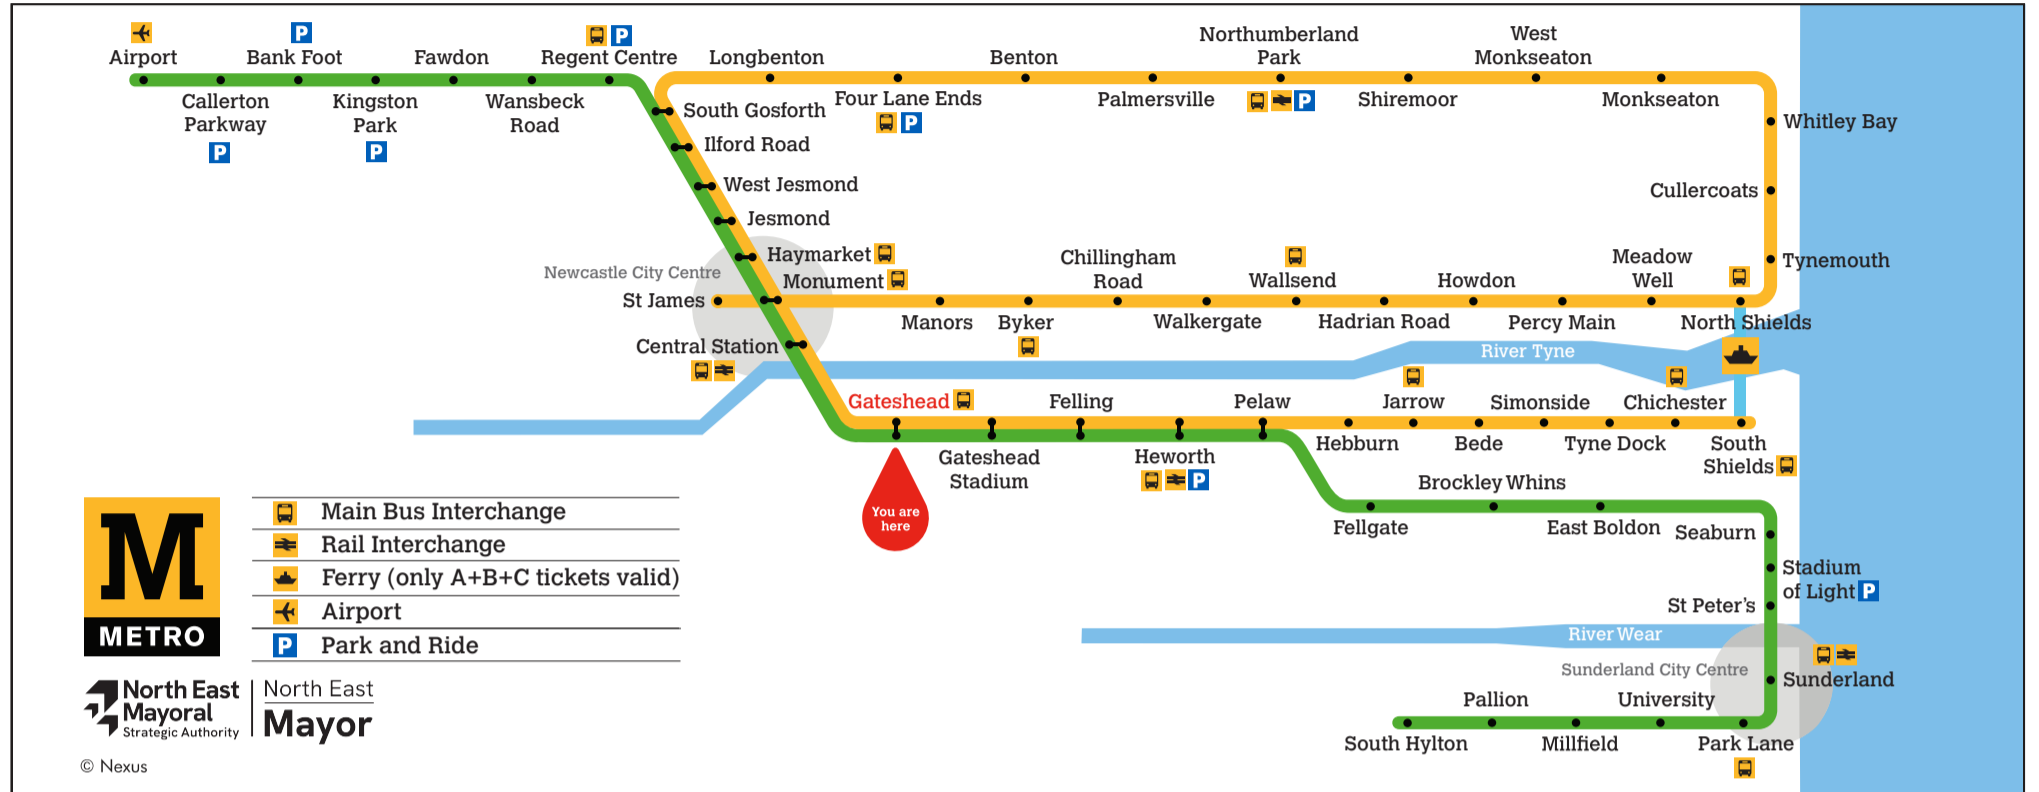 Airport
Callerton
Parkway
P
P
Bank Foot
Kingston
Park
P
Fawdon
Wansbeck
Road
P
Regent Centre
Longbenton
Four Lane Ends
P
Benton
Palmersville
Northumberland
Park
P
Shiremoor
West
Monkseaton
Monkseaton
Whitley Bay
Cullercoats
Tynemouth
South Gosforth
Ilford Road
West Jesmond
Jesmond
Haymarket
Newcastle City Centre
Monument
St James
Central Station
Manors
Byker
Chillingham
Road
Walkergate
Wallsend
Hadrian Road
Howdon
Percy Main
Meadow
Well
North Shields
River Tyne
Gateshead
Gateshead
Stadium
Felling
Heworth
P
Pelaw
Hebburn
Jarrow
Bede
Simonside
Tyne Dock
Chichester
South
Shields
You are
here
Fellgate
Brockley Whins
East Boldon
Seaburn
Stadium
of Light P
St Peter's
River Wear
Sunderland City Centre
Sunderland
Park Lane
University
Millfield
Pallion
South Hylton
M
METRO
Main Bus Interchange
Rail Interchange
Ferry (only A+B+C tickets valid)
Airport
P Park and Ride
North East
Mayoral
Strategic Authority
North East
Mayor
© Nexus